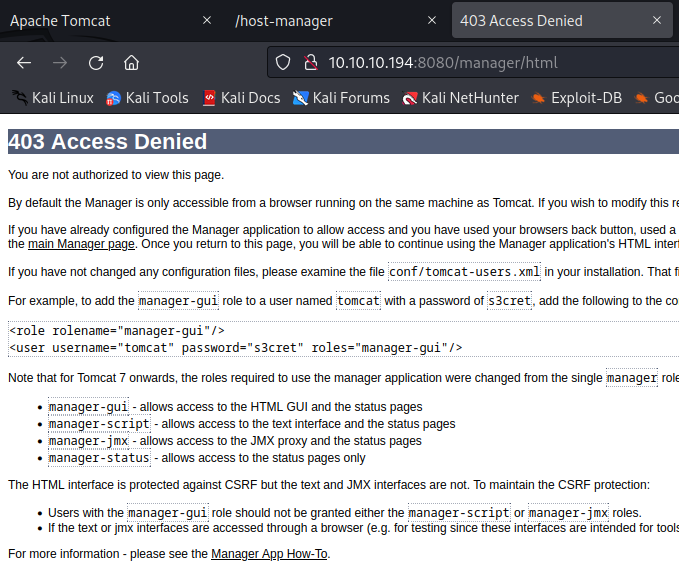 Apache Tomcat
/host-manager
403 Access Denied
10.10.10.194:8080/manager/html
Kali Linux
Kali Tools
Kali Docs
Kali Forums
Kali NetHunter
Exploit-DB
Goo
403 Access Denied
You are not authorized to view this page.
By default the Manager is only accessible from a browser running on the same machine as Tomcat. If you wish to modify this re
If you have already configured the Manager application to allow access and you have used your browsers back button, used a
the main Manager page. Once you return to this page, you will be able to continue using the Manager application's HTML inter
If you have not changed any configuration files, please examine the file conf/tomcat-users.xml in your installation. That fi
For example, to add the manager-gui role to a user named tomcat with a password of s3cret, add the following to the co
<role rolename="manager-gui"/>
<user username="tomcat" password="s3cret" roles="manager-gui"/>
Note that for Tomcat 7 onwards, the roles required to use the manager application were changed from the single manager role
manager-gui - allows access to the HTML GUI and the status pages
manager-script - allows access to the text interface and the status pages
manager-jmx - allows access to the JMX proxy and the status pages
manager-status - allows access to the status pages only
The HTML interface is protected against CSRF but the text and JMX interfaces are not. To maintain the CSRF protection:
Users with the manager-gui role should not be granted either the manager-script or manager-jmx roles.
If the text or jmx interfaces are accessed through a browser (e.g. for testing since these interfaces are intended for tools
For more information - please see the Manager App How-To.